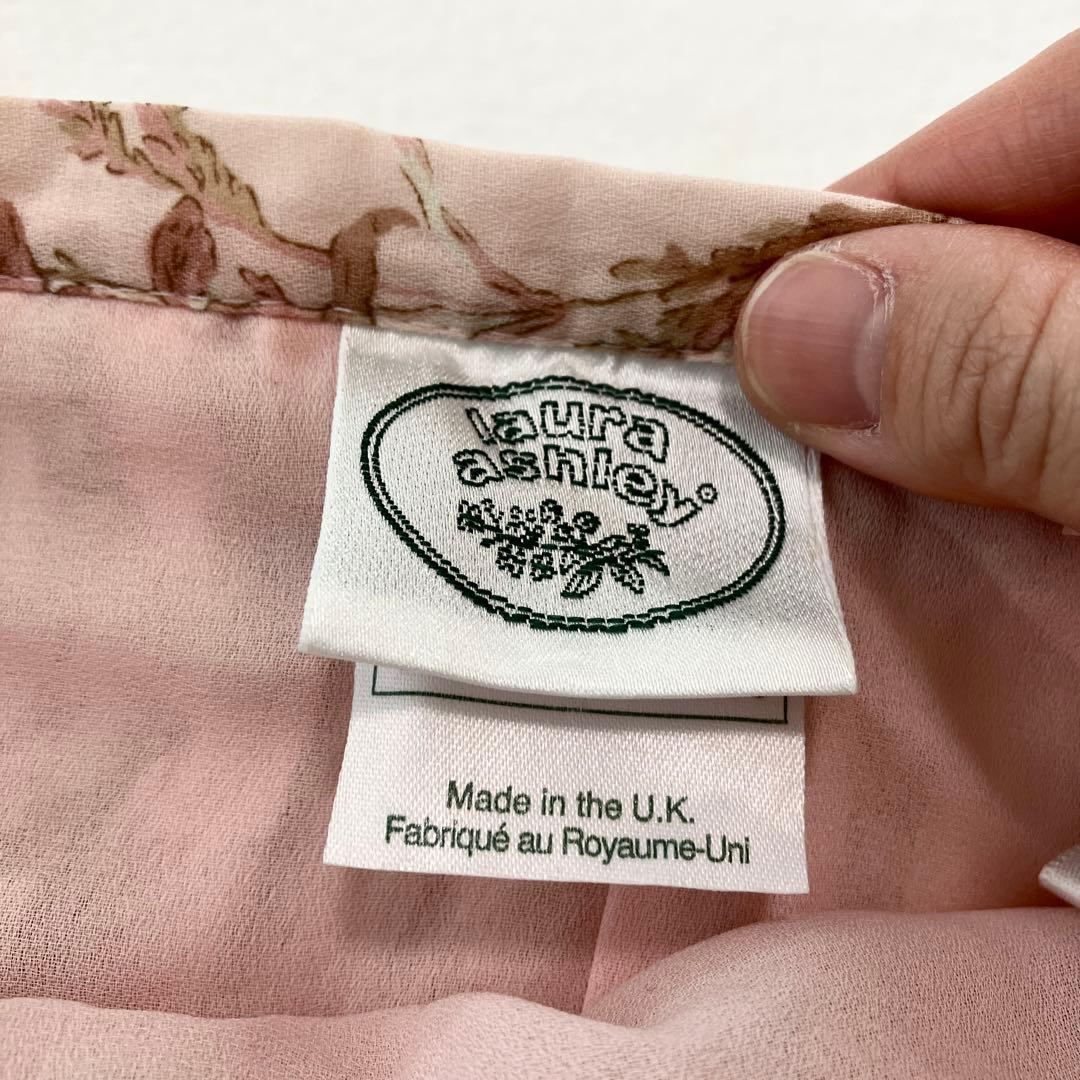 laura
ashley®
Made in the U.K.
Fabriqué au Royaume-Uni